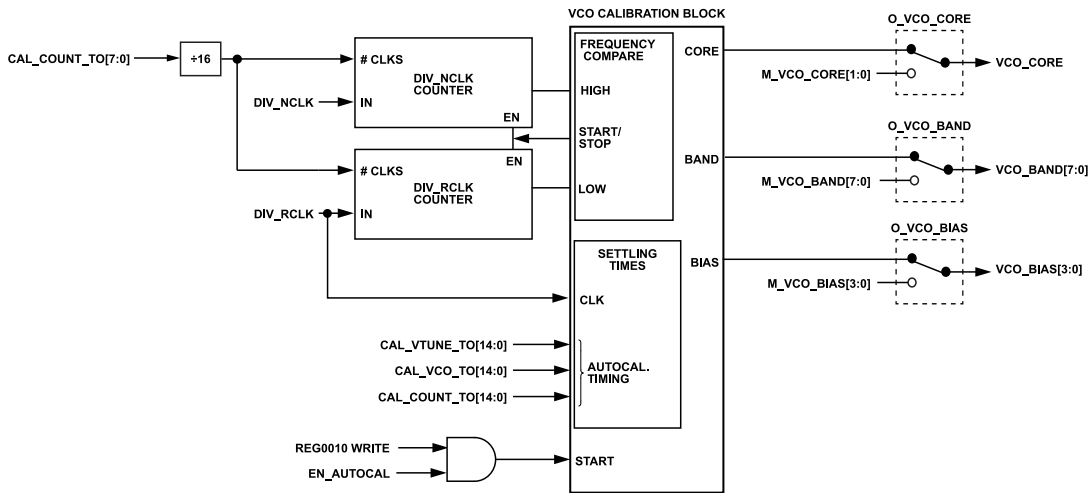 VCO CALIBRATION BLOCK
O_VCO_CORE
CAL_COUNT_TO[7:0]
÷16
# CLKS
DIV_NCLK
COUNTER
DIV_NCLK
IN
EN
FREQUENCY
COMPARE
HIGH
START/
STOP
LOW
CORE
M_VCO_CORE[1:0]
VCO_CORE
EN
# CLKS
DIV_RCLK
COUNTER
DIV_RCLK
IN
O_VCO_BAND
BAND
M_VCO_BAND[7:0]
VCO_BAND[7:0]
O_VCO_BIAS
SETTLING
TIMES
BIAS
M_VCO_BIAS[3:0]
VCO_BIAS[3:0]
CLK
CAL_VTUNE_TO[14:0]
CAL_VCO_TO[14:0]
CAL_COUNT_TO[14:0]
AUTOCAL.
TIMING
REG0010 WRITE
EN_AUTOCAL
START